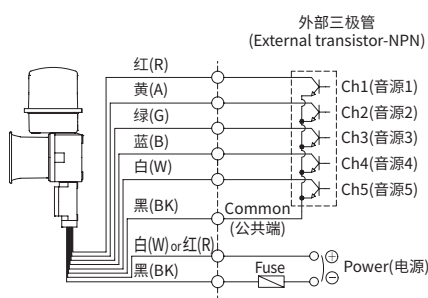 外部三极管
(External transistor-NPN)
红(R)
Ch1(音源1)
黄(A)
Ch2(音源2)
绿(G)
Ch3(音源3)
蓝(B)
Ch4(音源4)
白(W)
Ch5(音源5)
黑(BK)
Common
(公共端)
白(W)or红(R)
黑(BK)
Fuse
Power(电源)